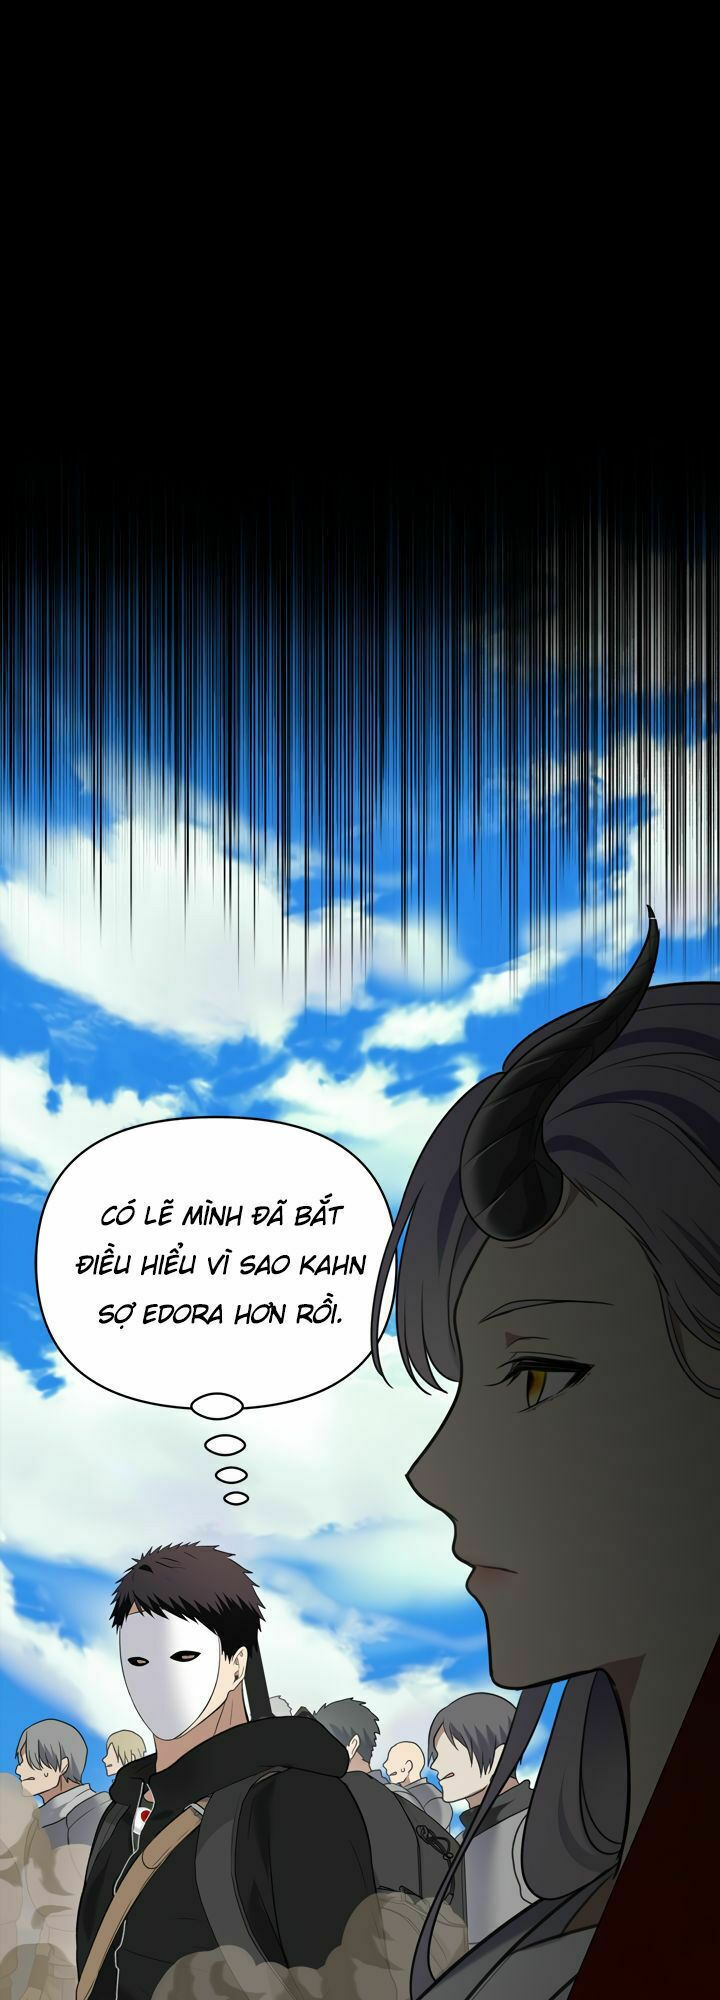 CÓ LẼ MÌNH ĐÃ BẮT
ĐIỀU HIỂU VÌ SAO KAHN
SỢ EDORA HƠN RỒI.